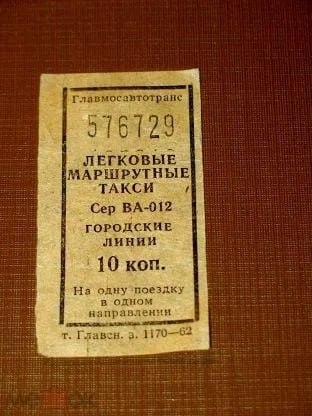 Главмосавтотранс
576729
ЛЕГКОВЫЕ
МАРШРУТНЫЕ
ТАКСИ
Сер ВА-012
ГОРОДСКИЕ
ЛИНИИ
10 коп.
На одну поездку
в одном
направлении
т. Главсн. з. 1170—62